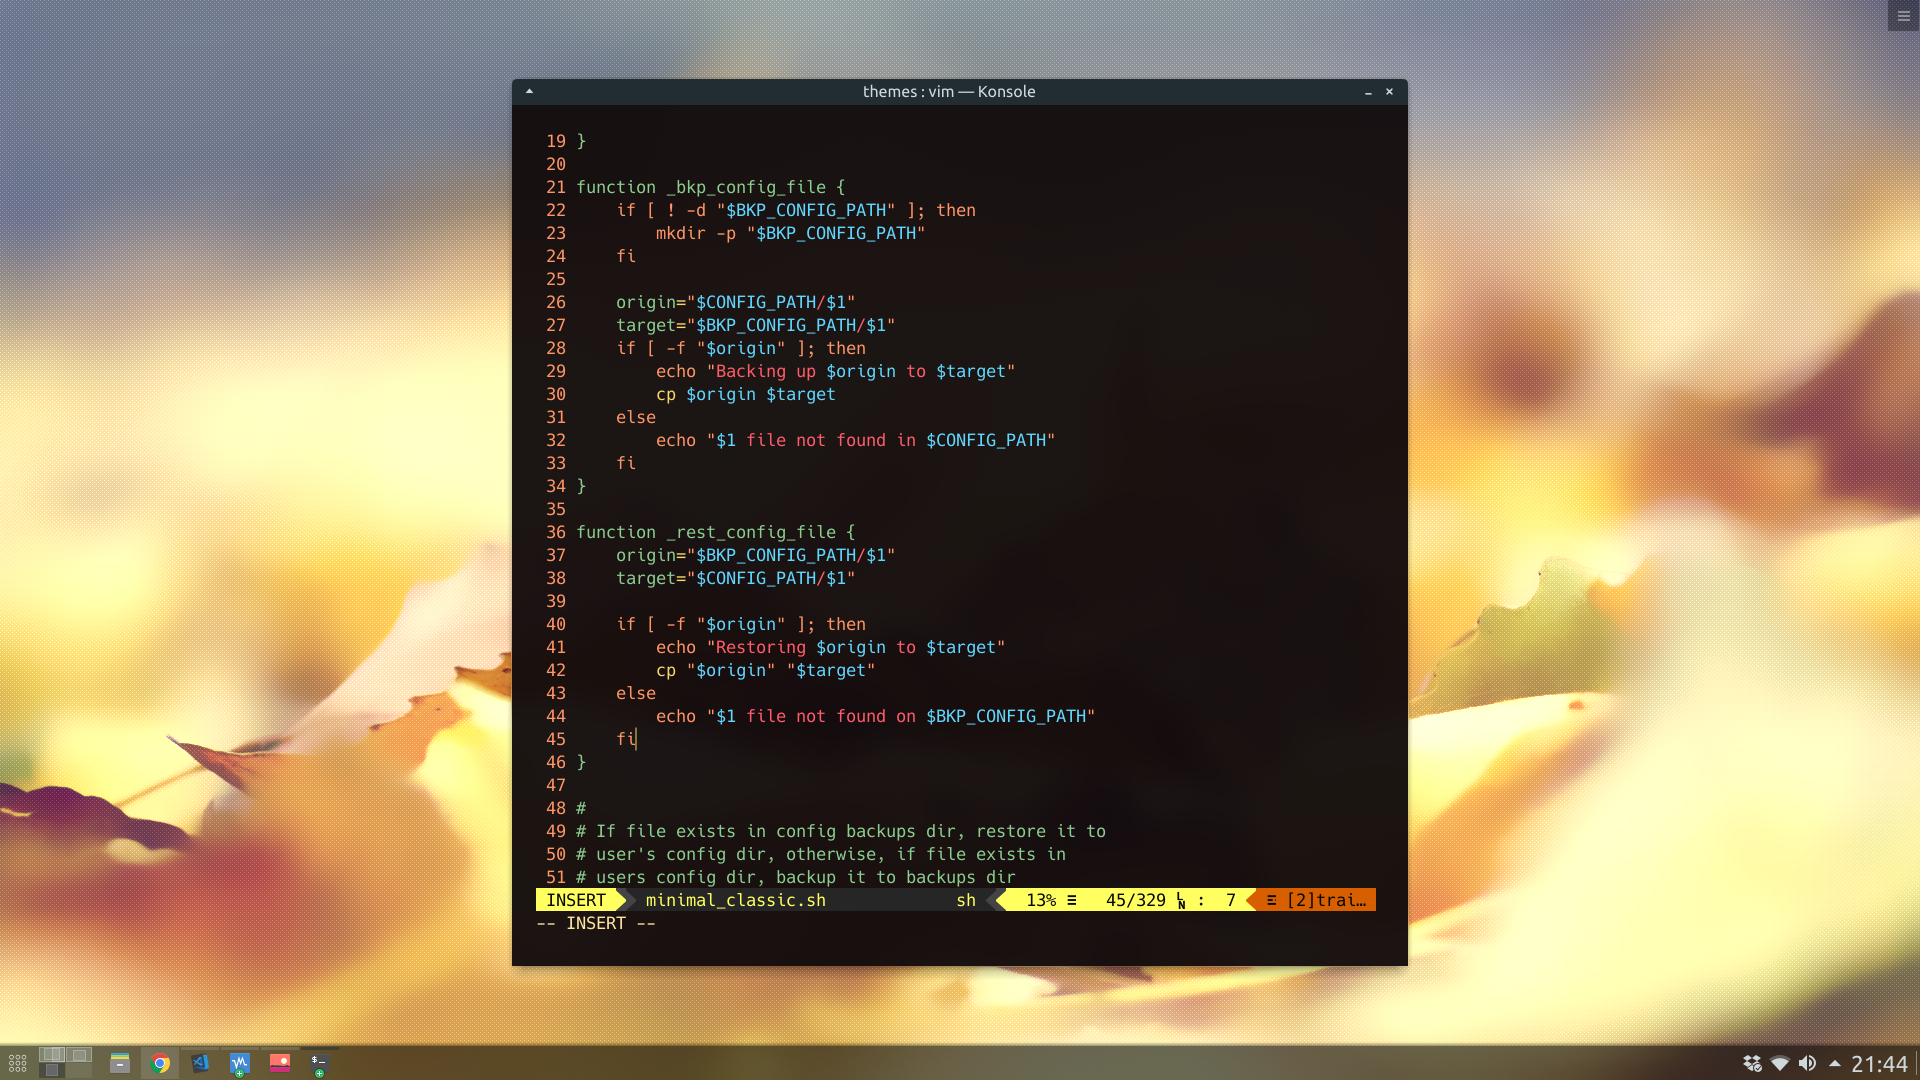 themes : vim — Konsole
19 }
20
21 function _bkp_config_file {
22     if [ ! -d "$BKP_CONFIG_PATH" ]; then
23         mkdir -p "$BKP_CONFIG_PATH"
24     fi
25
26     origin="$CONFIG_PATH/$1"
27     target="$BKP_CONFIG_PATH/$1"
28     if [ -f "$origin" ]; then
29         echo "Backing up $origin to $target"
30         cp $origin $target
31     else
32         echo "$1 file not found in $CONFIG_PATH"
33     fi
34 }
35
36 function _rest_config_file {
37     origin="$BKP_CONFIG_PATH/$1"
38     target="$CONFIG_PATH/$1"
39
40     if [ -f "$origin" ]; then
41         echo "Restoring $origin to $target"
42         cp "$origin" "$target"
43     else
44         echo "$1 file not found on $BKP_CONFIG_PATH"
45     fi
46 }
47
48 #
49 # If file exists in config backups dir, restore it to
50 # user's config dir, otherwise, if file exists in
51 # users config dir, backup it to backups dir
INSERT minimal_classic.sh sh 13% ≡ 45/329 LN : 7 ≡ [2]trai…
-- INSERT --
21:44